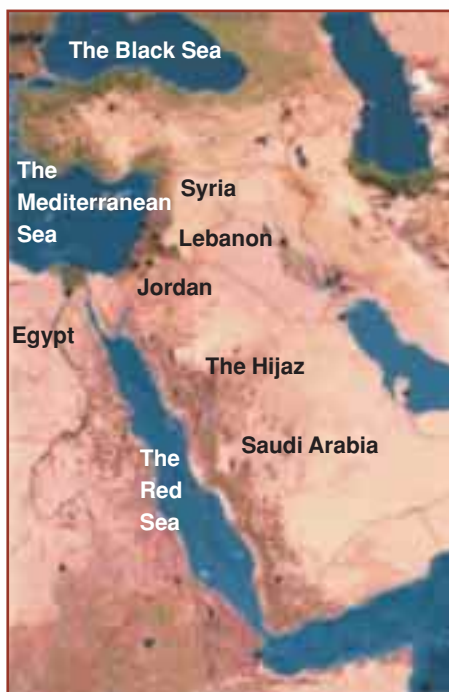 The Black Sea
The
Mediterranean
Sea
Syria
Lebanon
Jordan
Egypt
The Hijaz
Saudi Arabia
The
Red
Sea